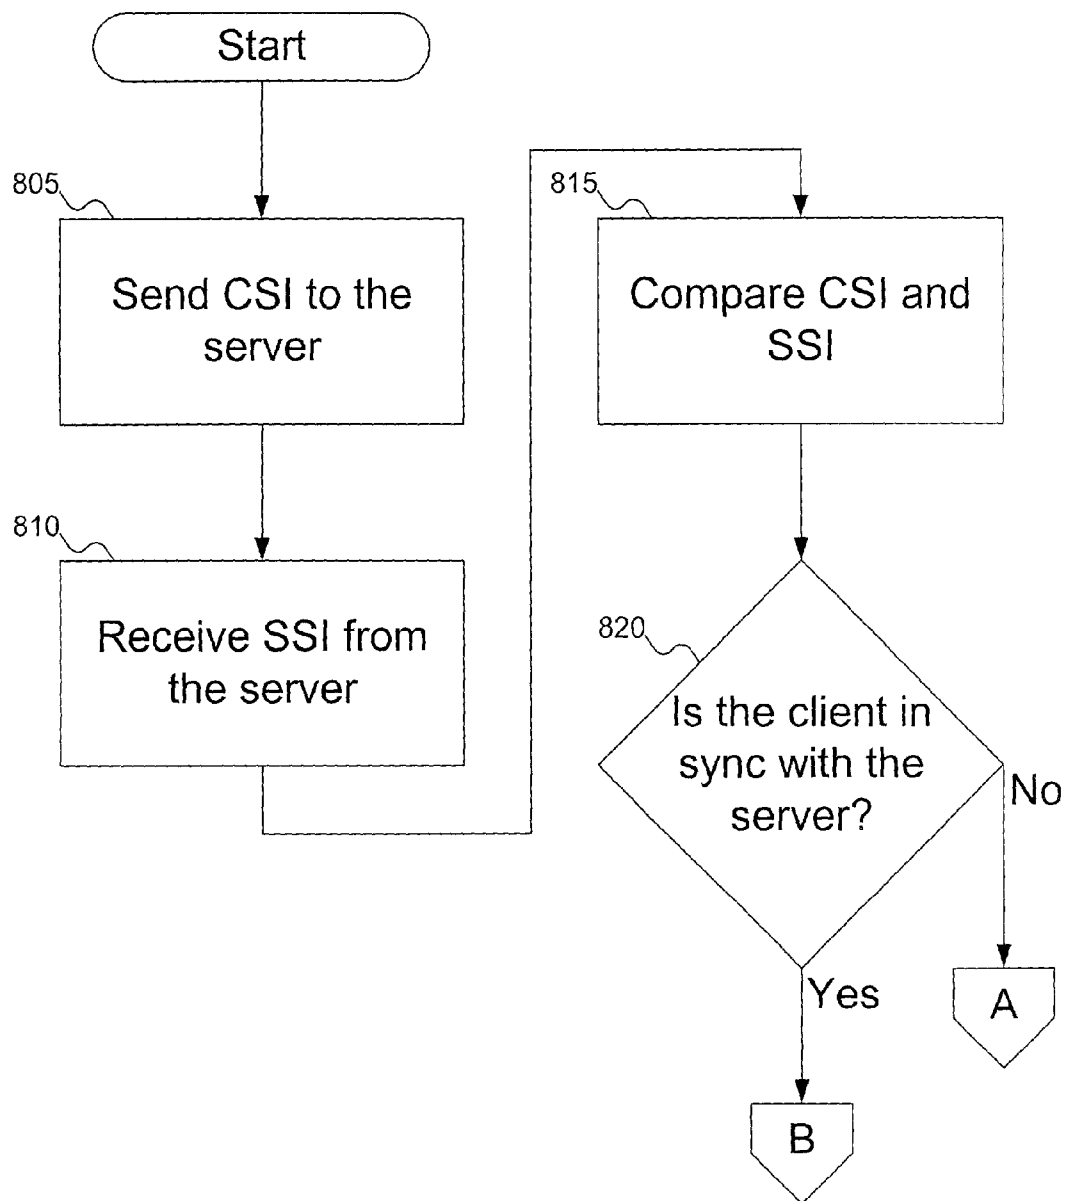 Start
805
Send CSI to the
server
810
Receive SSI from
the server
815
Compare CSI and
SSI
820
Is the client in
sync with the
server?
No
A
Yes
B